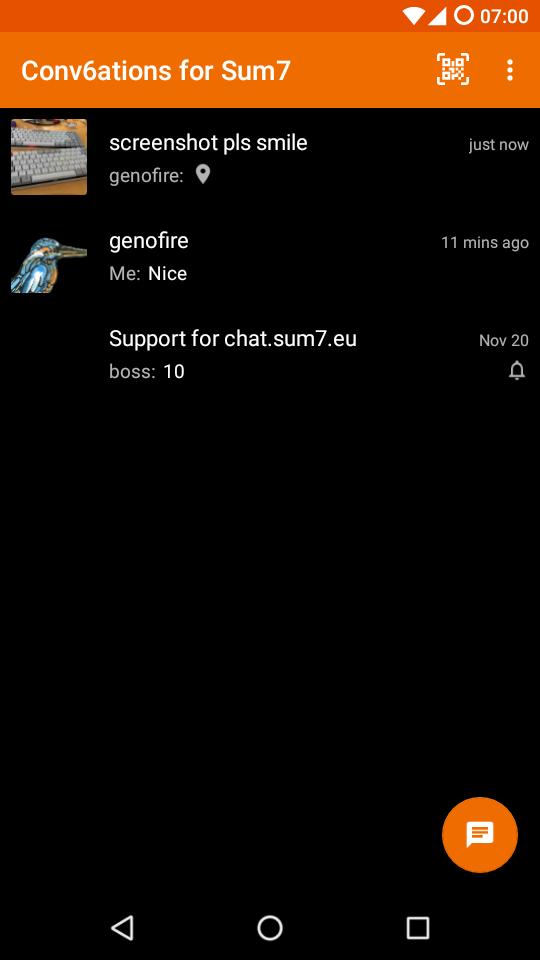 07:00
Conv6ations for Sum7
screenshot pls smile
just now
genofire:
genofire
11 mins ago
Me: Nice
Support for chat.sum7.eu
Nov 20
boss: 10